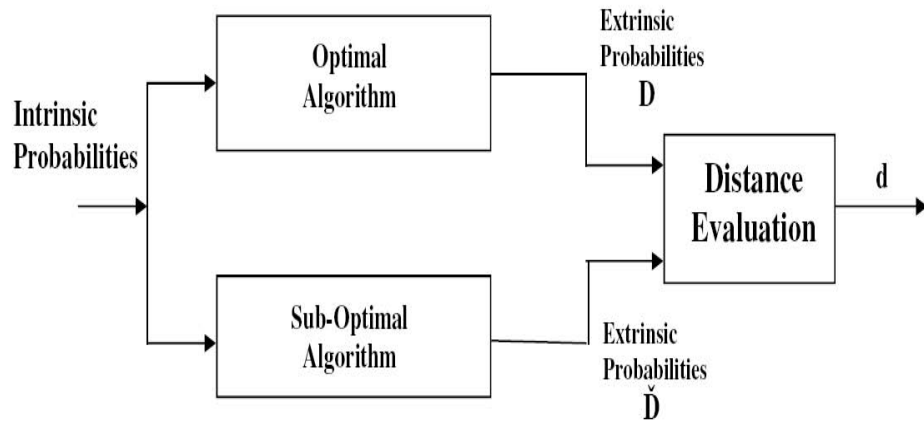 Intrinsic
Probabilities
Optimal
Algorithm
Extrinsic
Probabilities
D
Distance
Evaluation
d
Sub-Optimal
Algorithm
Extrinsic
Probabilities
Ď